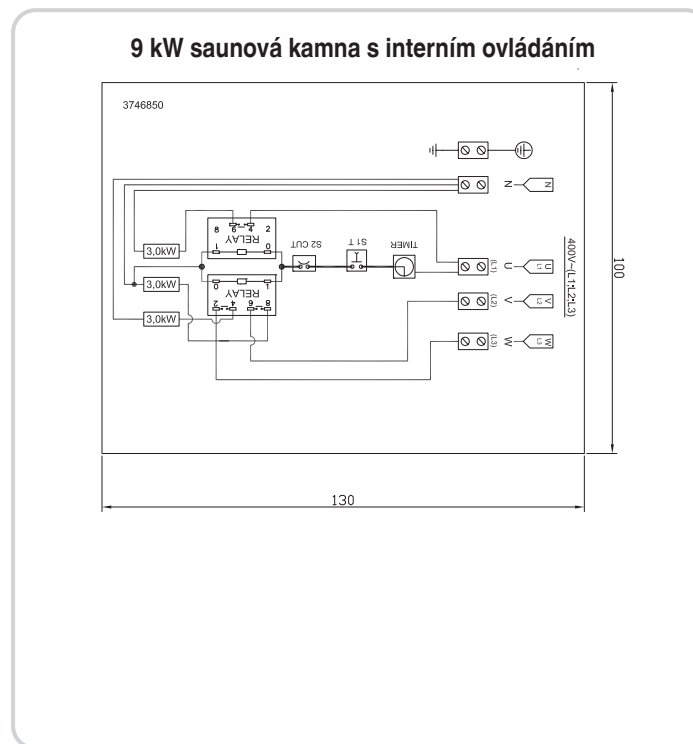 9 kW saunová kamna s interním ovládáním
3746850
N N
8 6 4 2
3,0kW
RELAY
1 0
S2 CUT
S1 T
TIMER
(L1) U U L1
400V~(L1;L2;L3)
100
3,0kW
0 1
RELAY
2 4 6 8
(L2) V V L2
3,0kW
(L3) W W L3
130